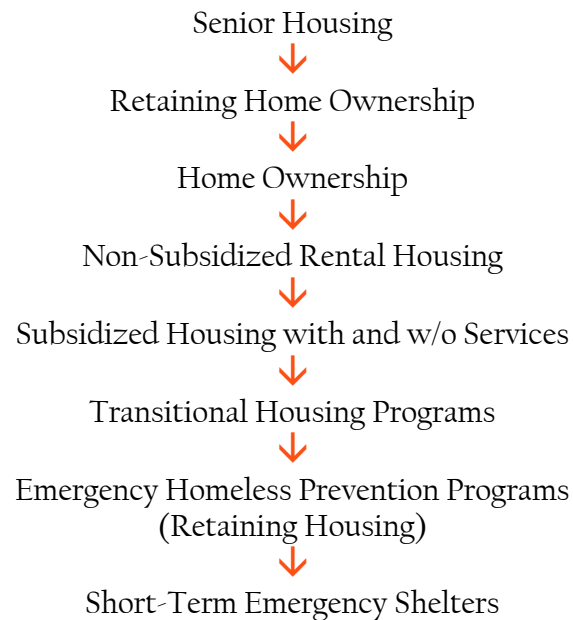 Senior Housing
Retaining Home Ownership
Home Ownership
Non-Subsidized Rental Housing
Subsidized Housing with and w/o Services
Transitional Housing Programs
Emergency Homeless Prevention Programs
(Retaining Housing)
Short-Term Emergency Shelters